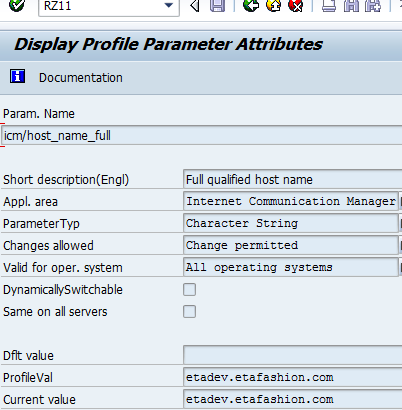 RZ11
Display Profile Parameter Attributes
Documentation
Param. Name
icm/host_name_full
Short description(Engl) Full qualified host name
Appl. area Internet Communication Manager
ParameterTyp Character String
Changes allowed Change permitted
Valid for oper. system All operating systems
DynamicallySwitchable
Same on all servers
Dflt value
ProfileVal etadev.etafashion.com
Current value etadev.etafashion.com